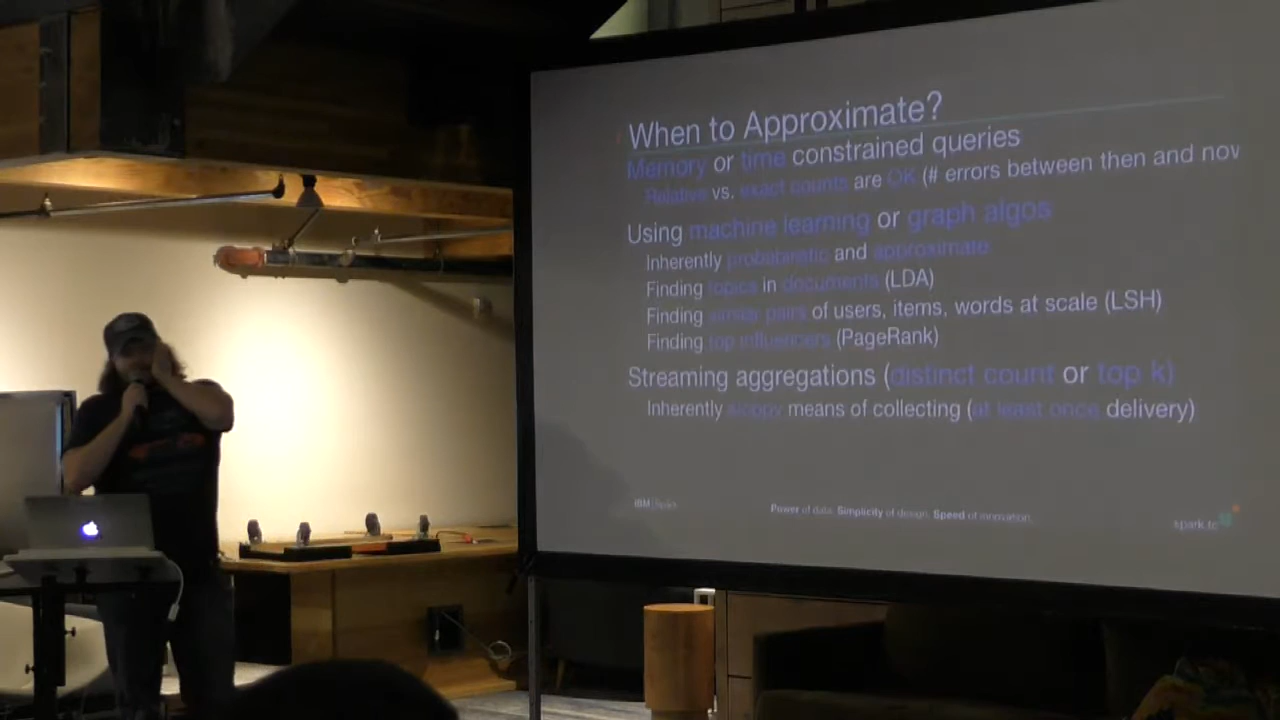 When to Approximate?
Memory or time constrained queries
Relative vs. exact counts are OK (# errors between then and nov
Using machine learning or graph algos
Inherently probabilistic and approximate
Finding topics in documents (LDA)
Finding similar pairs of users, items, words at scale (LSH)
Finding top influencers (PageRank)
Streaming aggregations (distinct count or top k)
Inherently sloppy means of collecting (at least once delivery)
IBM | Spark
Power of data. Simplicity of design. Speed of innovation.
spark.tc